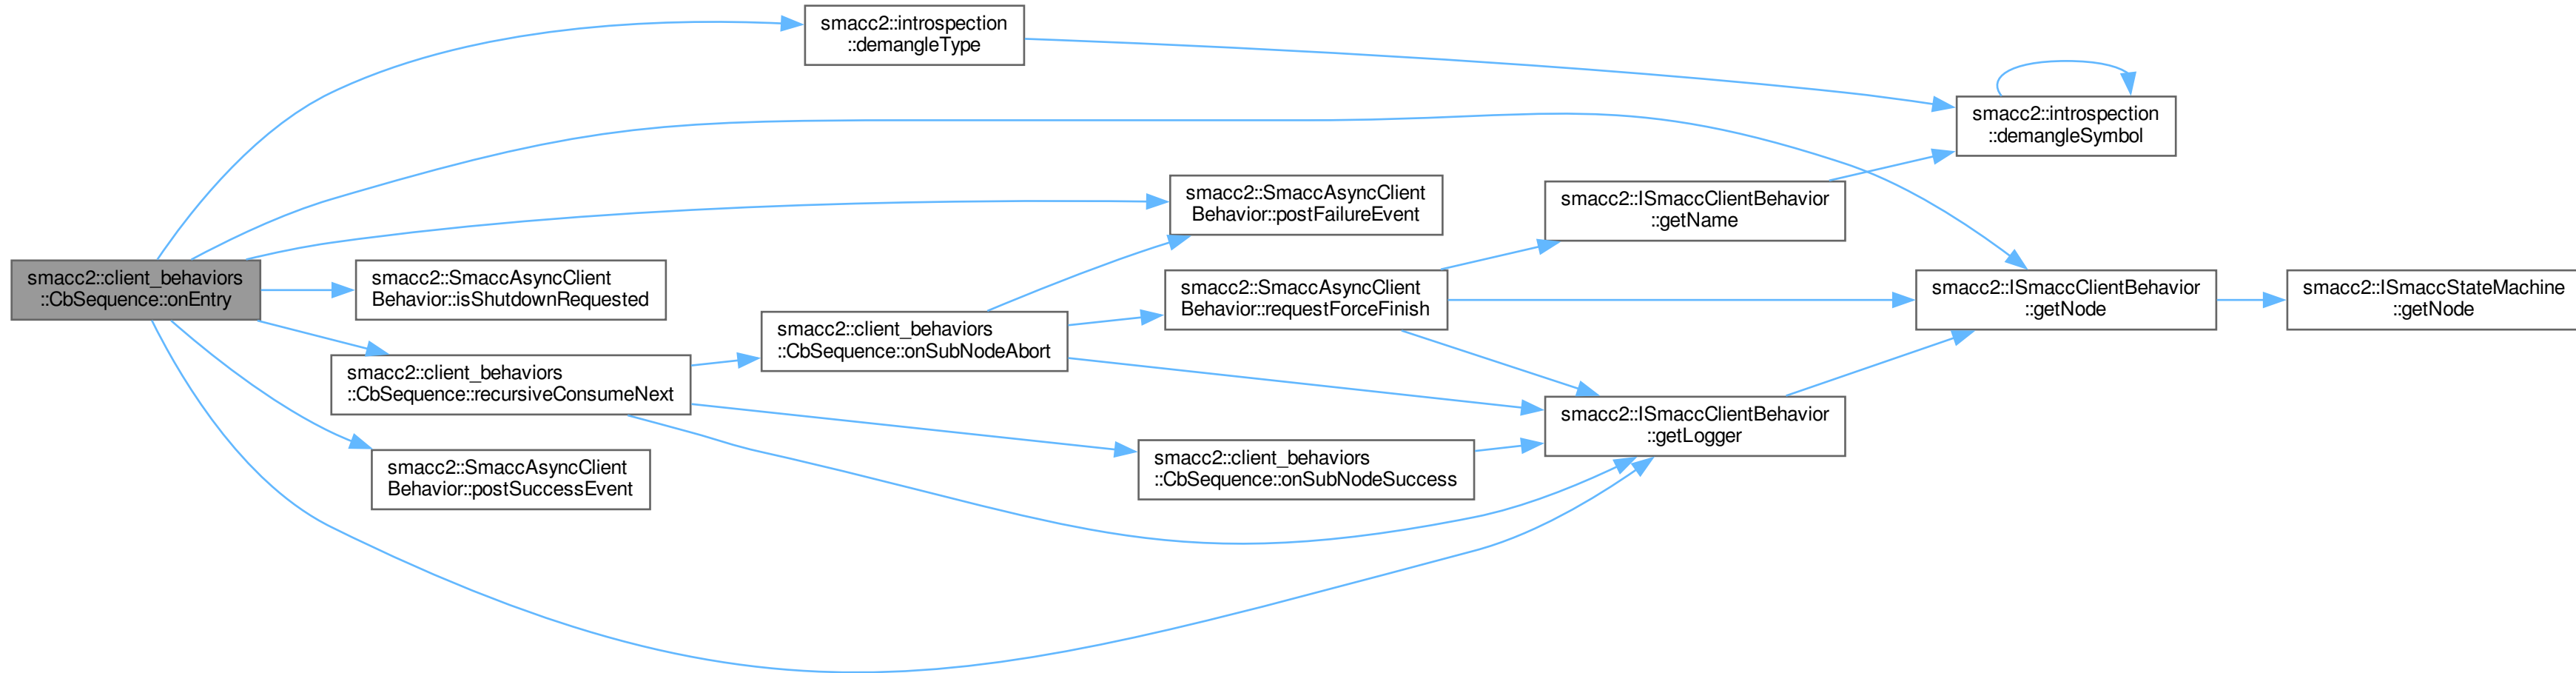 smacc2::introspection
::demangleType
smacc2::introspection
::demangleSymbol
smacc2::SmaccAsyncClient
Behavior::postFailureEvent
smacc2::ISmaccClientBehavior
::getName
smacc2::client_behaviors
::CbSequence::onEntry
smacc2::SmaccAsyncClient
Behavior::isShutdownRequested
smacc2::SmaccAsyncClient
Behavior::requestForceFinish
smacc2::ISmaccClientBehavior
::getNode
smacc2::ISmaccStateMachine
::getNode
smacc2::client_behaviors
::CbSequence::onSubNodeAbort
smacc2::client_behaviors
::CbSequence::recursiveConsumeNext
smacc2::ISmaccClientBehavior
::getLogger
smacc2::client_behaviors
::CbSequence::onSubNodeSuccess
smacc2::SmaccAsyncClient
Behavior::postSuccessEvent